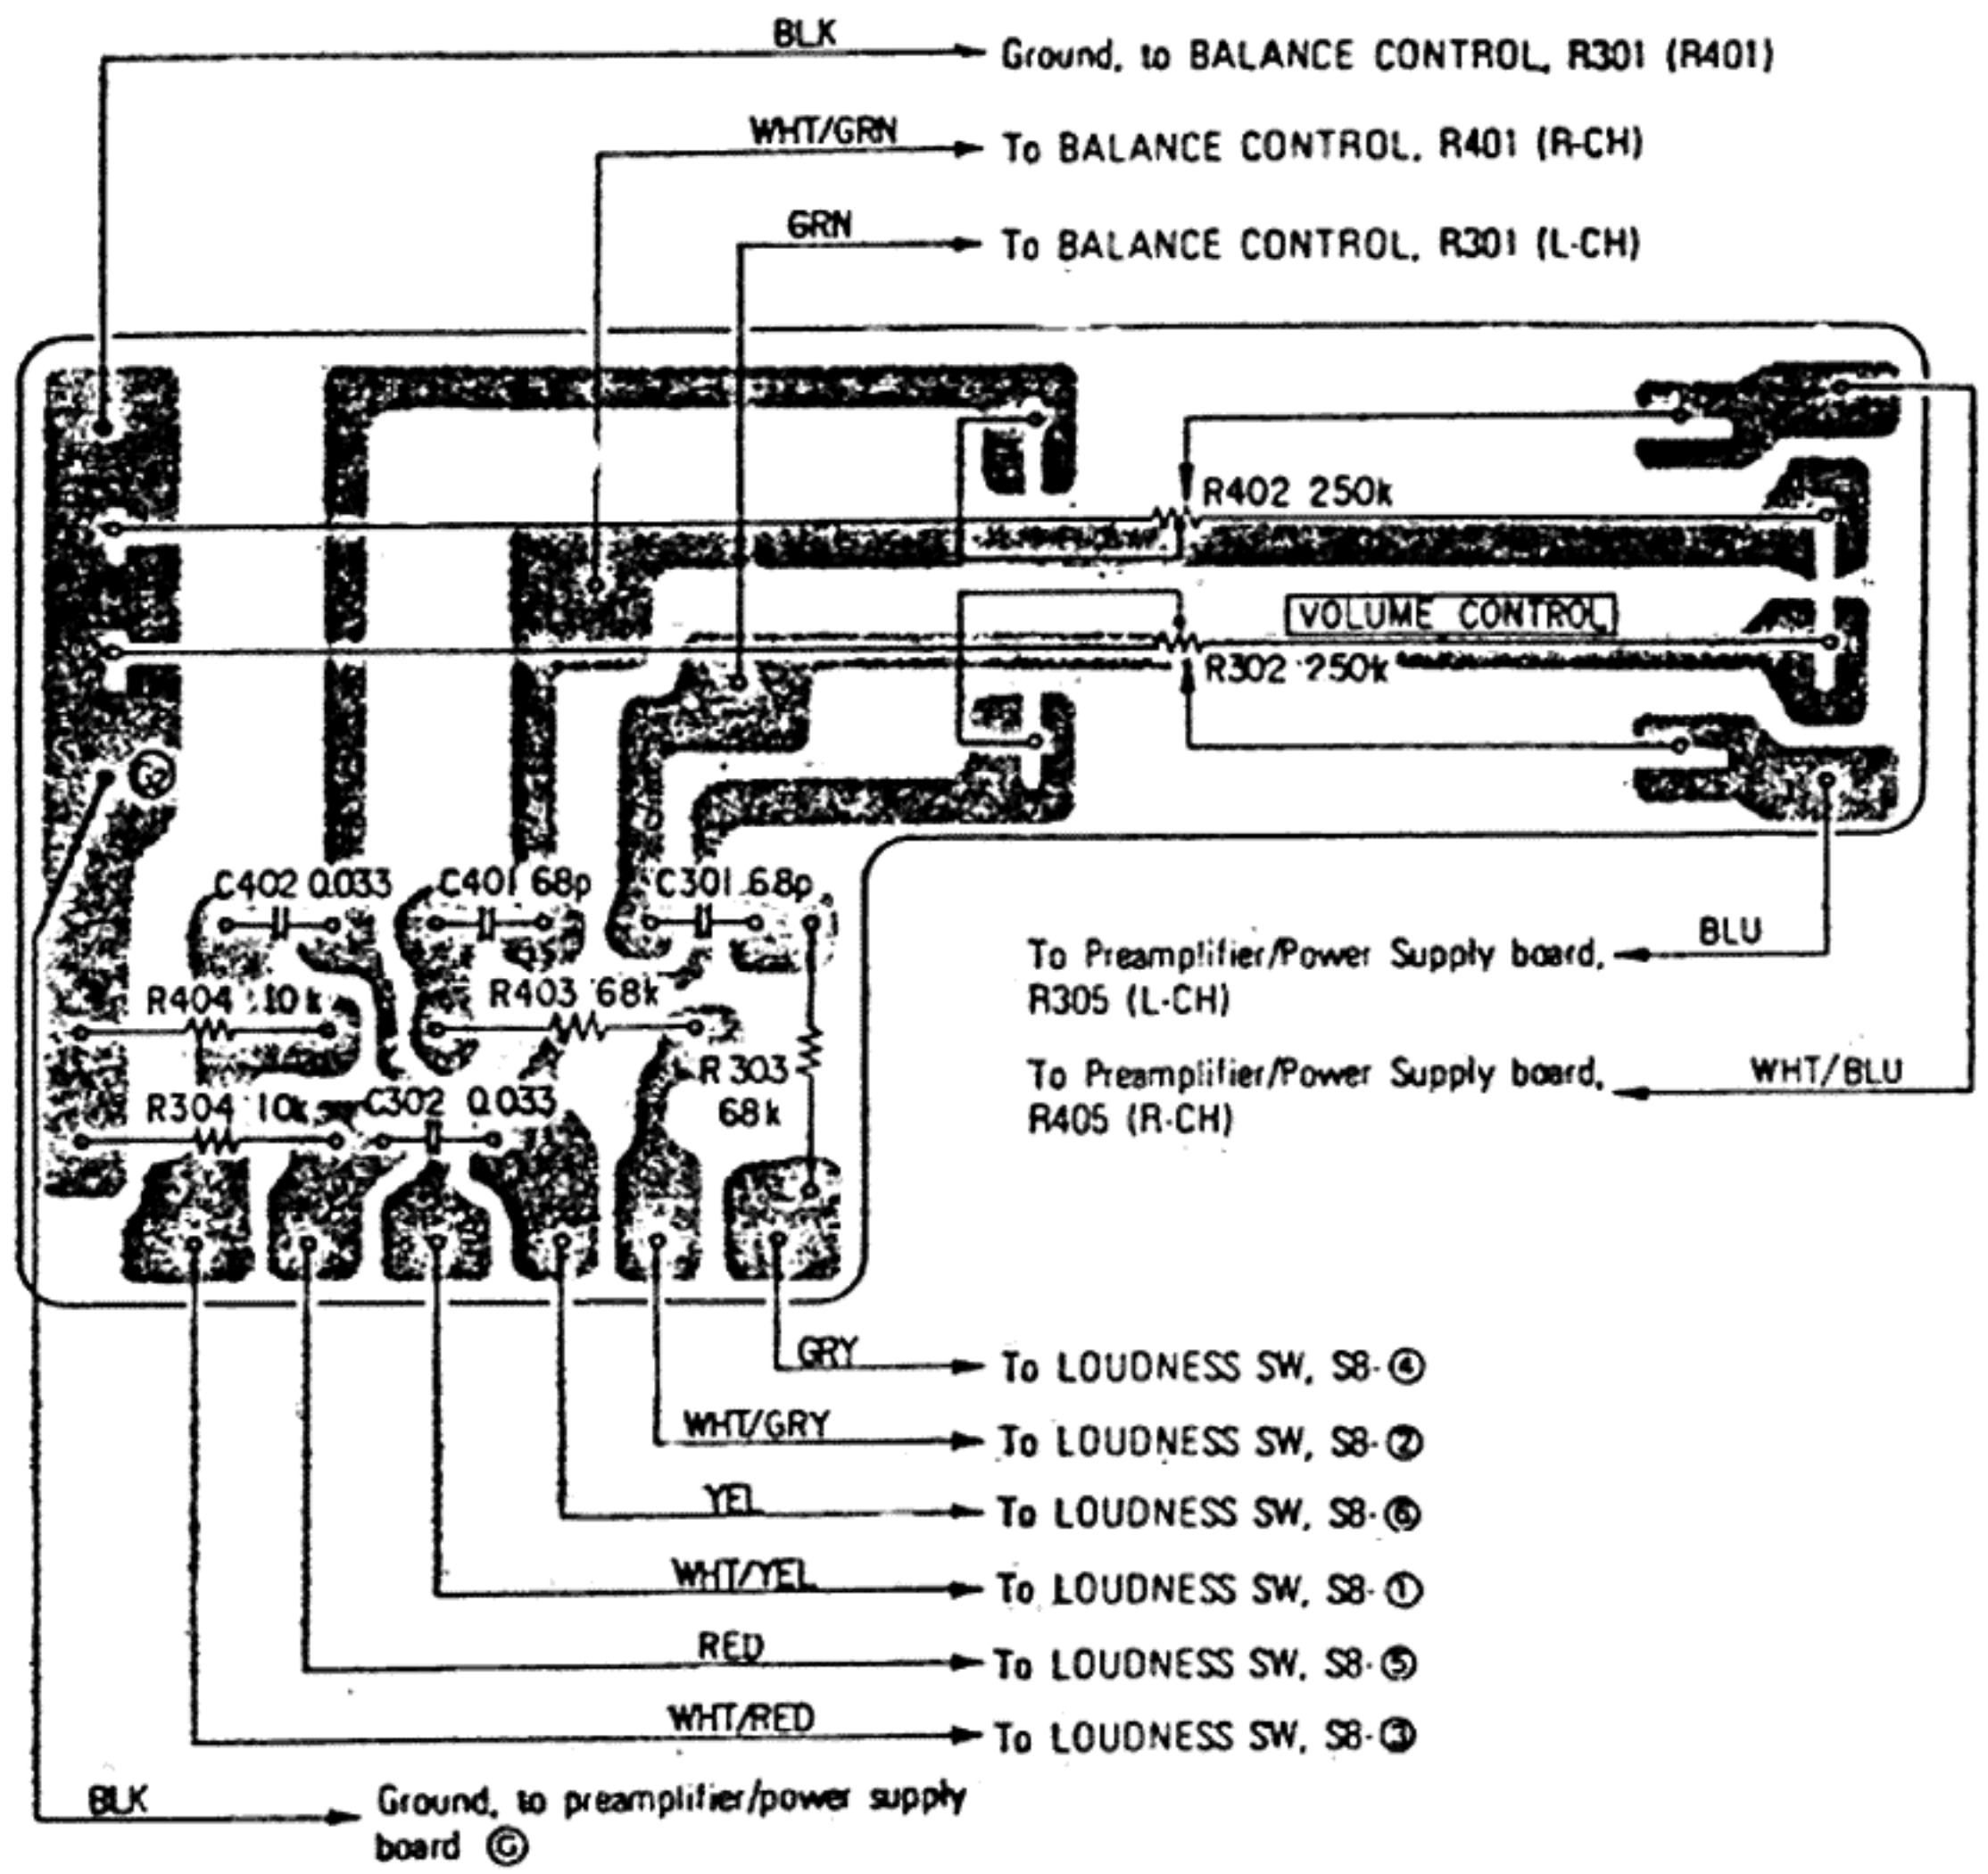 BLK
Ground, to BALANCE CONTROL, R301 (R401)
WHT/GRN
To BALANCE CONTROL, R401 (R-CH)
GRN
To BALANCE CONTROL, R301 (L-CH)
R402 250k
VOLUME CONTROL
R302 250k
G2
C402 0.033
C401 68p
C301 68p
BLU
To Preamplifier/Power Supply board,
R305 (L-CH)
R404 10k
R403 68k
R303
68k
To Preamplifier/Power Supply board,
R405 (R-CH)
WHT/BLU
R304 10k
C302 0.033
GRY
To LOUDNESS SW, S8-④
WHT/GRY
To LOUDNESS SW, S8-②
YEL
To LOUDNESS SW, S8-⑥
WHT/YEL
To LOUDNESS SW, S8-①
RED
To LOUDNESS SW, S8-⑤
WHT/RED
To LOUDNESS SW, S8-③
BLK
Ground, to preamplifier/power supply
board Ⓖ